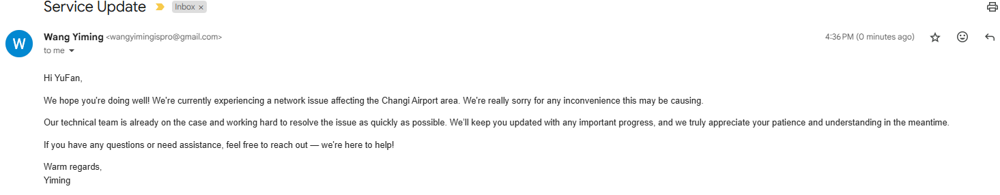 Service Update Inbox ×
W
Wang Yiming <wangyimingispro@gmail.com> 4:36 PM (0 minutes ago)
to me
Hi YuFan,
We hope you're doing well! We're currently experiencing a network issue affecting the Changi Airport area. We're really sorry for any inconvenience this may be causing.
Our technical team is already on the case and working hard to resolve the issue as quickly as possible. We'll keep you updated with any important progress, and we truly appreciate your patience and understanding in the meantime.
If you have any questions or need assistance, feel free to reach out — we're here to help!
Warm regards,
Yiming